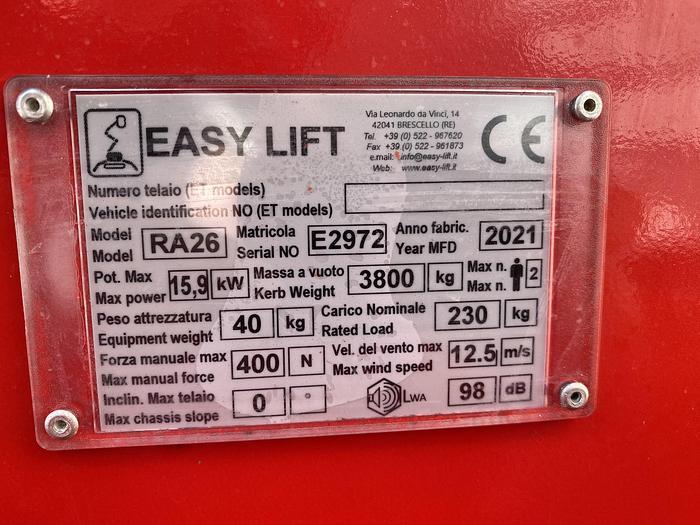 EASY LIFT
Via Leonardo da Vinci, 14
42041 BRESCELLO (RE)
Tel. +39 (0) 522 - 967620
Fax +39 (0) 522 - 961873
e.mail: info@easy-lift.it
Web: www.easy-lift.it
CE
Numero telaio (ET models)
Vehicle identification NO (ET models)
Model Model RA26
Matricola Serial NO E2972
Anno fabric. Year MFD 2021
Pot. Max Max power 15,9 kW
Massa a vuoto Kerb Weight 3800 kg
Max n. Max n. 2
Peso attrezzatura Equipment weight 40 kg
Carico Nominale Rated Load 230 kg
Forza manuale max Max manual force 400 N
Vel. del vento max Max wind speed 12.5 m/s
Inclin. Max telaio Max chassis slope 0 °
LWA 98 dB